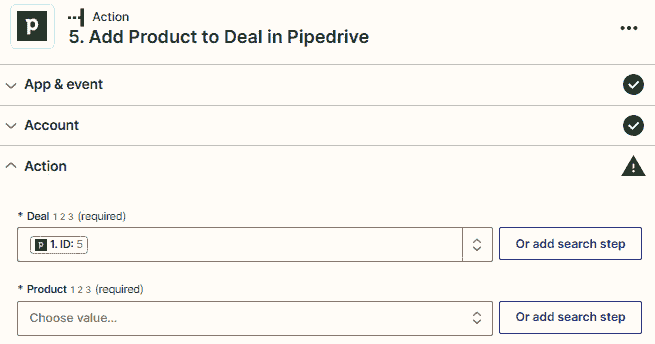 Action
5. Add Product to Deal in Pipedrive
App & event
Account
Action
* Deal 1 2 3 (required)
p 1. ID: 5
Or add search step
* Product 1 2 3 (required)
Choose value...
Or add search step